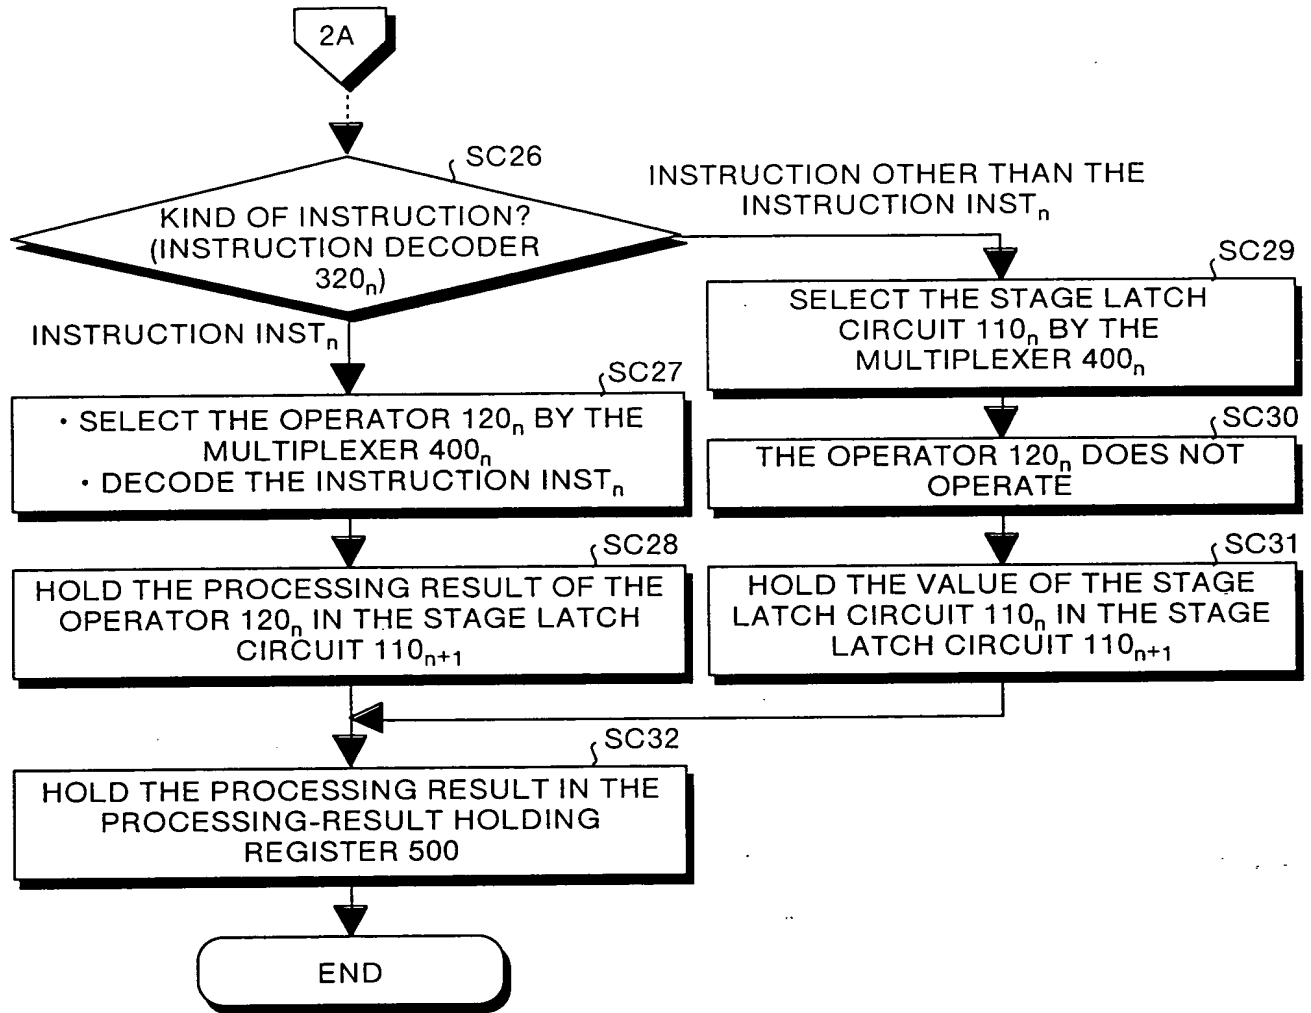 2A
SC26
KIND OF INSTRUCTION?
(INSTRUCTION DECODER
320n)
INSTRUCTION OTHER THAN THE
INSTRUCTION INSTn
INSTRUCTION INSTn
SC29
SELECT THE STAGE LATCH
CIRCUIT 110n BY THE
MULTIPLEXER 400n
SC27
· SELECT THE OPERATOR 120n BY THE
MULTIPLEXER 400n
· DECODE THE INSTRUCTION INSTn
SC30
THE OPERATOR 120n DOES NOT
OPERATE
SC28
HOLD THE PROCESSING RESULT OF THE
OPERATOR 120n IN THE STAGE LATCH
CIRCUIT 110n+1
SC31
HOLD THE VALUE OF THE STAGE
LATCH CIRCUIT 110n IN THE STAGE
LATCH CIRCUIT 110n+1
SC32
HOLD THE PROCESSING RESULT IN THE
PROCESSING-RESULT HOLDING
REGISTER 500
END